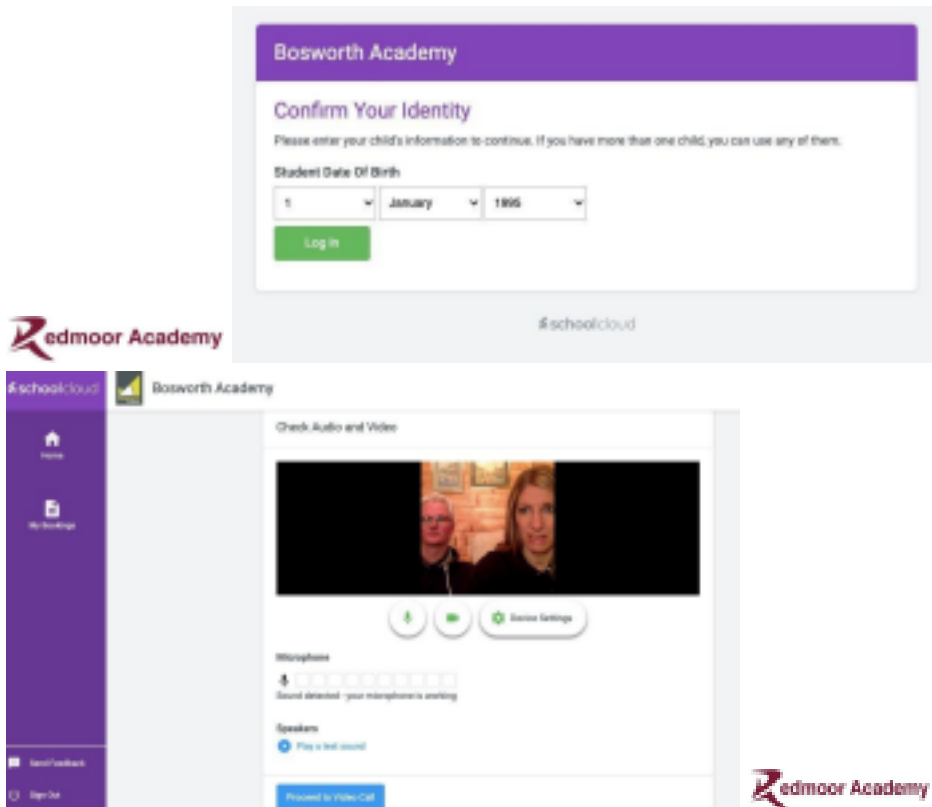 Bosworth Academy
Confirm Your Identity
Please enter your child's information to continue. If you have more than one child, you can use any of them.
Student Date Of Birth
1 January 1995
Log in
schoolcloud
Redmoor Academy
schoolcloud Bosworth Academy
Check Audio and Video
Home
My Bookings
Device Settings
Microphone
Sound detected - your microphone is working
Speakers
Play a test sound
Send Feedback
Sign Out
Proceed to Video Call
Redmoor Academy